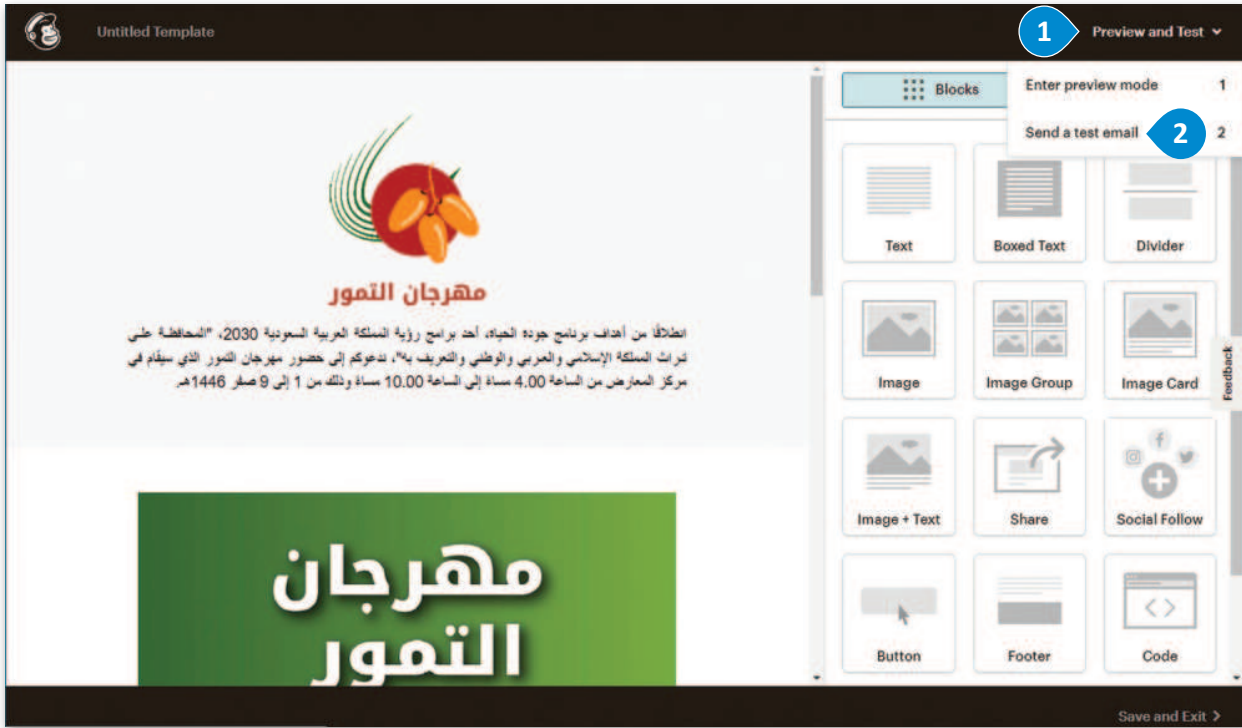 Untitled Template
1
Preview and Test
Enter preview mode 1
Send a test email 2 2
Blocks
مهرجان التمور
انطلاقًا من أهداف برنامج جودة الحياة، أحد برامج رؤية المملكة العربية السعودية 2030، "المحافظة على
تراث المملكة الإسلامي والعربي والوطني والتعريف به"، ندعوكم إلى حضور مهرجان التمور الذي سيقام في
مركز المعارض من الساعة 4.00 مساءً إلى الساعة 10.00 مساءً وذلك من 1 إلى 9 صفر 1446هـ.
مهرجان
التمور
Text
Boxed Text
Divider
Image
Image Group
Image Card
Image + Text
Share
Social Follow
Button
Footer
Code
Feedback
Save and Exit